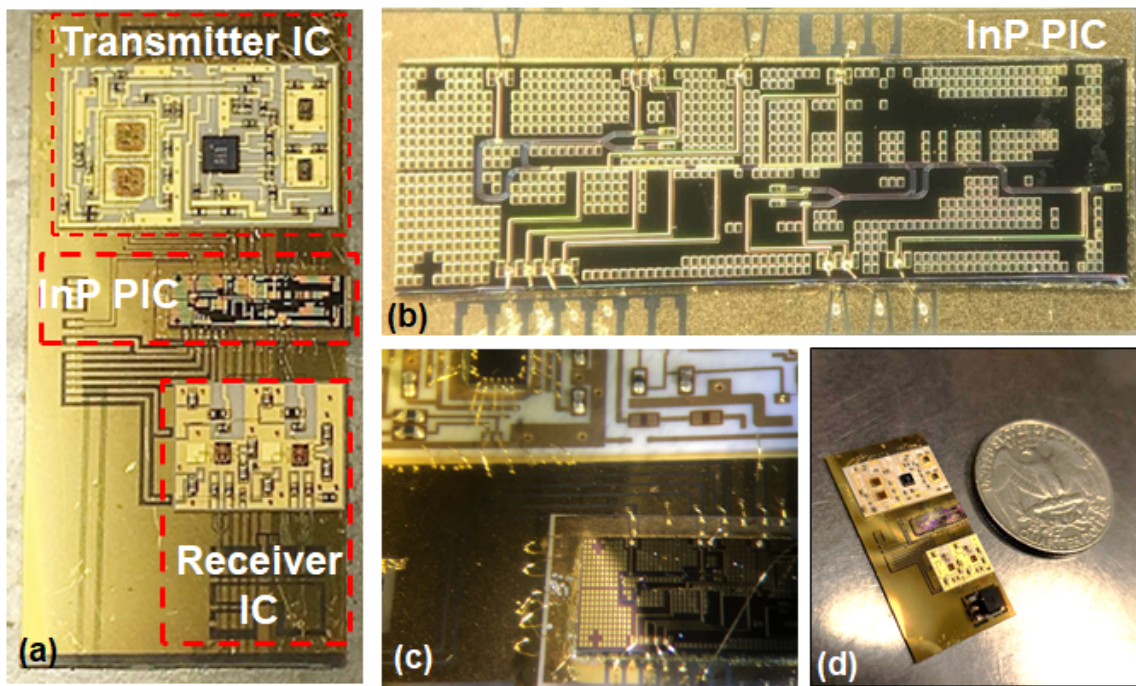 Transmitter IC
InP PIC
Receiver
IC
(a)
InP PIC
(b)
(c)
(d)